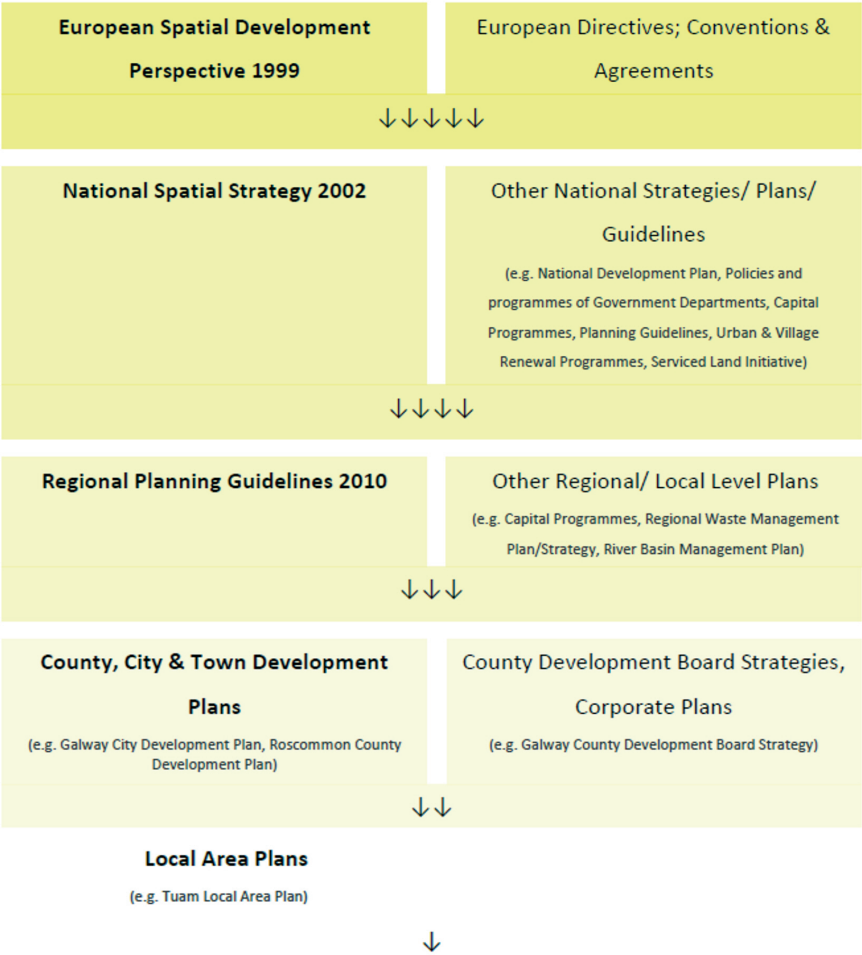 European Spatial Development
Perspective 1999
European Directives; Conventions &
Agreements
↓↓↓↓↓
National Spatial Strategy 2002
Other National Strategies/ Plans/
Guidelines
(e.g. National Development Plan, Policies and
programmes of Government Departments, Capital
Programmes, Planning Guidelines, Urban & Village
Renewal Programmes, Serviced Land Initiative)
↓↓↓↓
Regional Planning Guidelines 2010
Other Regional/ Local Level Plans
(e.g. Capital Programmes, Regional Waste Management
Plan/Strategy, River Basin Management Plan)
↓↓↓
County, City & Town Development
Plans
(e.g. Galway City Development Plan, Roscommon County
Development Plan)
County Development Board Strategies,
Corporate Plans
(e.g. Galway County Development Board Strategy)
↓↓
Local Area Plans
(e.g. Tuam Local Area Plan)
↓